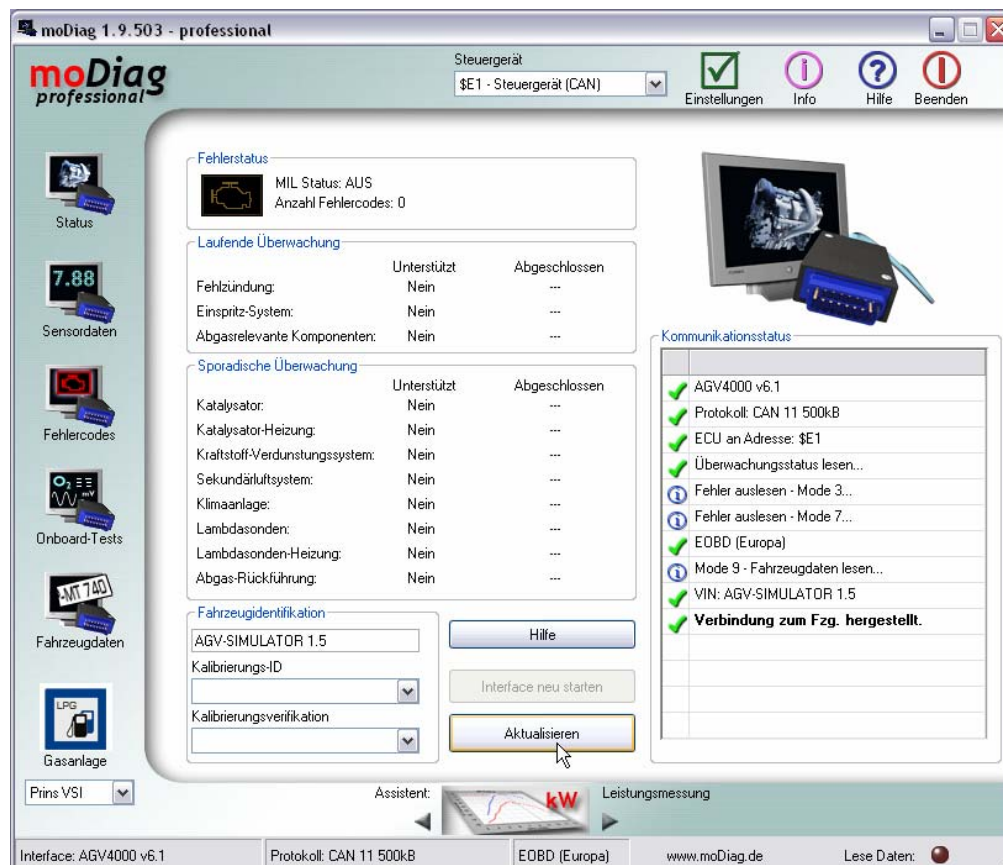 moDiag 1.9.503 - professional
moDiag
professional
Steuergerät
$E1 - Steuergerät (CAN)
Einstellungen
Info
Hilfe
Beenden
Status
7.88
Sensordaten
Fehlercodes
O2
mV
Onboard-Tests
-MT 740
Fahrzeugdaten
LPG
Gasanlage
Prins VSI
Fehlerstatus
MIL Status: AUS
Anzahl Fehlercodes: 0
Laufende Überwachung
Unterstützt Abgeschlossen
Fehlzündung: Nein ---
Einspritz-System: Nein ---
Abgasrelevante Komponenten: Nein ---
Sporadische Überwachung
Unterstützt Abgeschlossen
Katalysator: Nein ---
Katalysator-Heizung: Nein ---
Kraftstoff-Verdunstungssystem: Nein ---
Sekundärluftsystem: Nein ---
Klimaanlage: Nein ---
Lambdasonden: Nein ---
Lambdasonden-Heizung: Nein ---
Abgas-Rückführung: Nein ---
Fahrzeugidentifikation
AGV-SIMULATOR 1.5
Kalibrierungs-ID
Kalibrierungsverifikation
Hilfe
Interface neu starten
Aktualisieren
Kommunikationsstatus
AGV4000 v6.1
Protokoll: CAN 11 500kB
ECU an Adresse: $E1
Überwachungsstatus lesen...
Fehler auslesen - Mode 3...
Fehler auslesen - Mode 7...
EOBD (Europa)
Mode 9 - Fahrzeugdaten lesen...
VIN: AGV-SIMULATOR 1.5
Verbindung zum Fzg. hergestellt.
Assistent:
kW
Leistungsmessung
Interface: AGV4000 v6.1
Protokoll: CAN 11 500kB
EOBD (Europa)
www.moDiag.de
Lese Daten: